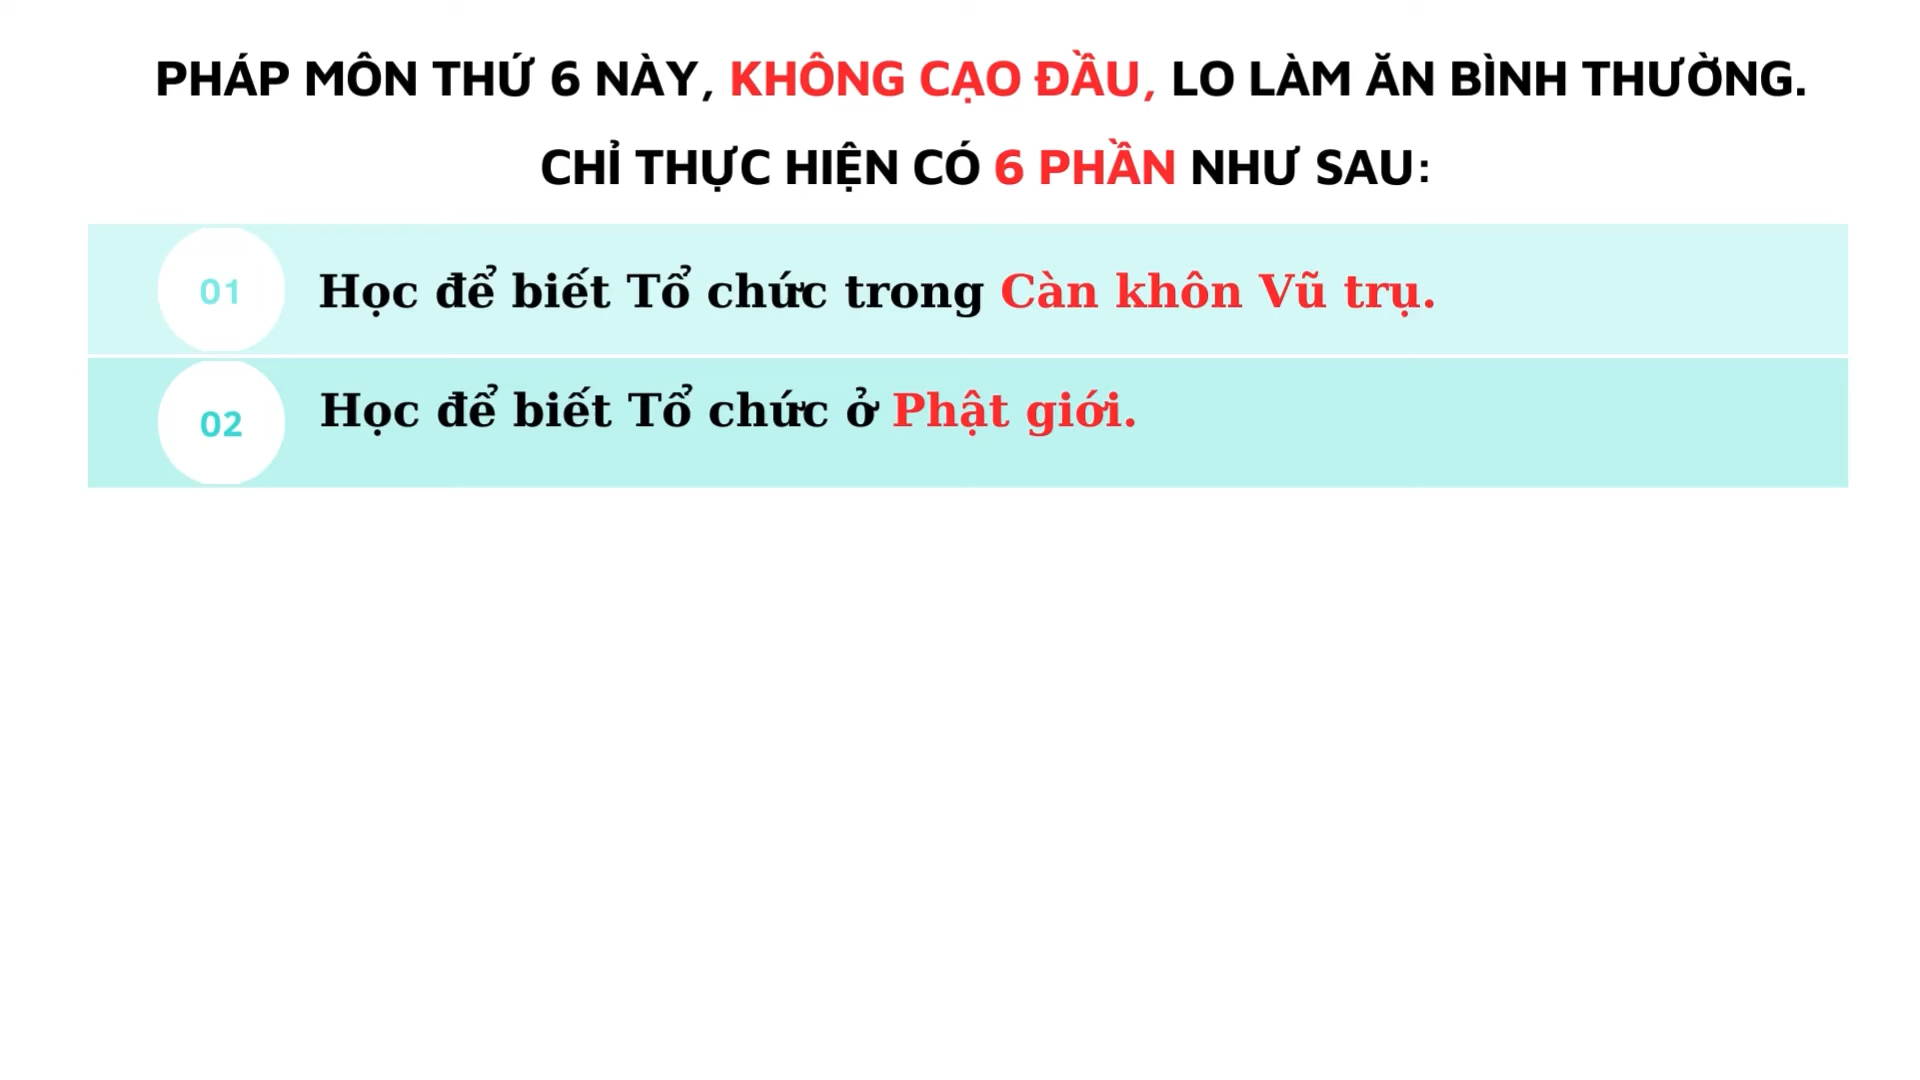 PHÁP MÔN THỨ 6 NÀY, KHÔNG CẠO ĐẦU, LO LÀM ĂN BÌNH THƯỜNG.
CHỈ THỰC HIỆN CÓ 6 PHẦN NHƯ SAU:
01 Học để biết Tổ chức trong Càn khôn Vũ trụ.
02 Học để biết Tổ chức ở Phật giới.